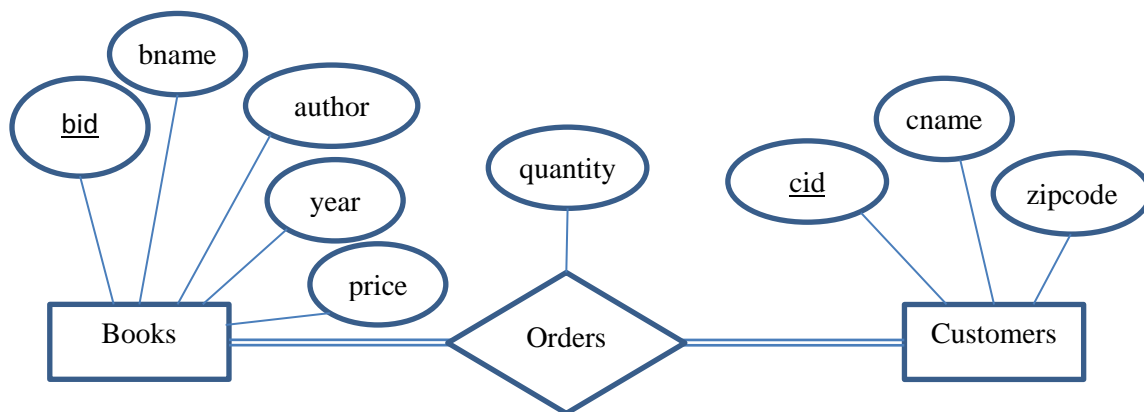 bname
bid
author
cname
quantity
cid
zipcode
year
price
Books
Orders
Customers